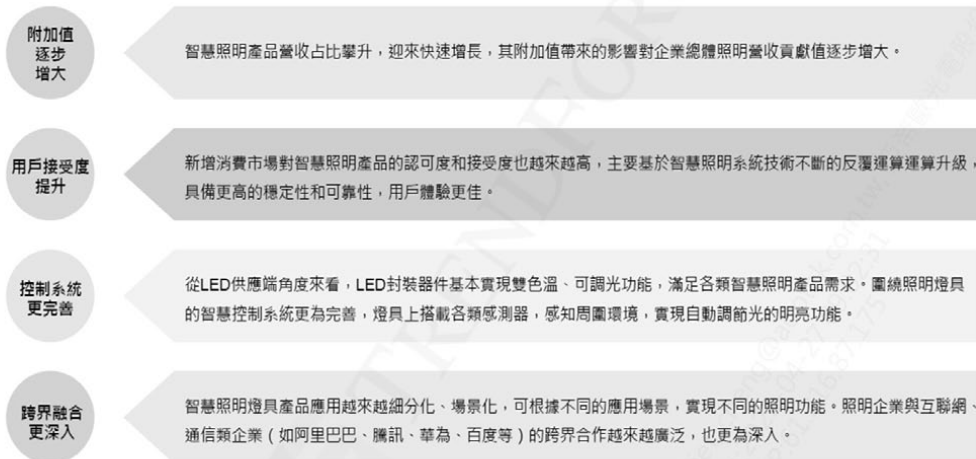 附加值
逐步
增大
智慧照明產品營收占比攀升，迎來快速增長，其附加值帶來的影響對企業總體照明營收貢獻值逐步增大。
用戶接受度
提升
新增消費市場對智慧照明產品的認可度和接受度也越來越高，主要基於智慧照明系統技術不斷的反覆運算運算升級，
具備更高的穩定性和可靠性，用戶體驗更佳。
控制系統
更完善
從LED供應端角度來看，LED封裝器件基本實現雙色溫、可調光功能，滿足各類智慧照明產品需求。圍繞照明燈具
的智慧控制系統更為完善，燈具上搭載各類感測器，感知周圍環境，實現自動調節光的明亮功能。
跨界融合
更深入
智慧照明燈具產品應用越來越細分化、場景化，可根據不同的應用場景，實現不同的照明功能。照明企業與互聯網、
通信類企業（如阿里巴巴、騰訊、華為、百度等）的跨界合作越來越廣泛，也更為深入。
TRENDFOR